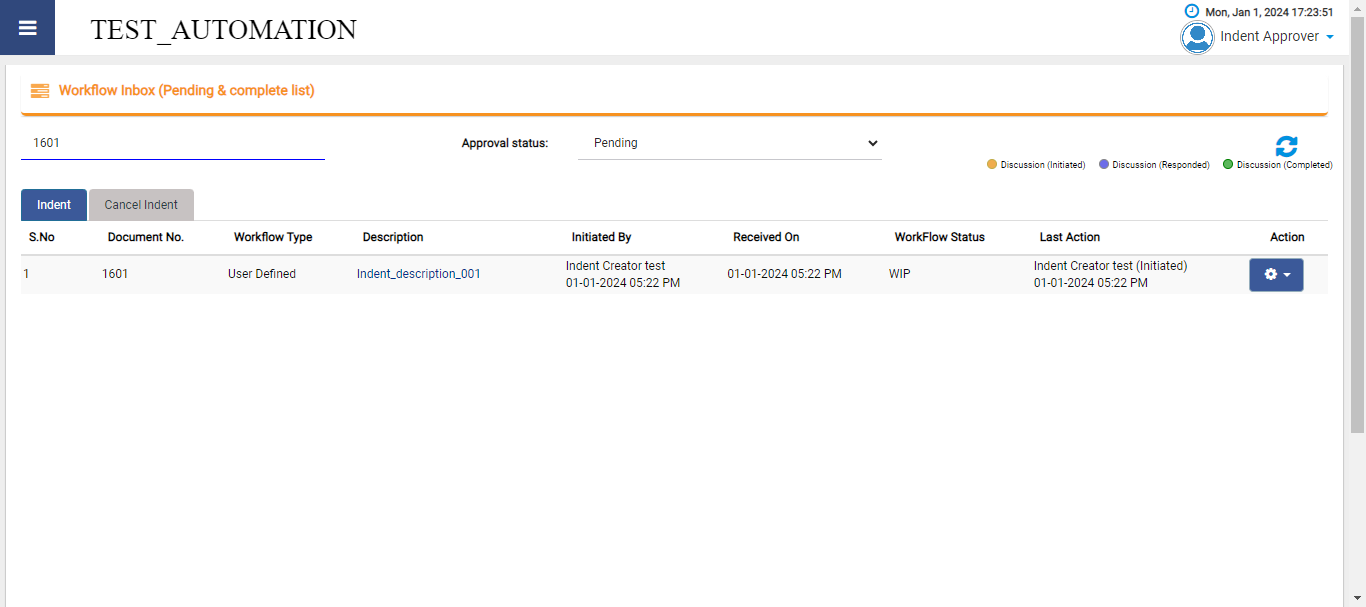 TEST_AUTOMATION
Mon, Jan 1, 2024 17:23:51
Indent Approver
Workflow Inbox (Pending & complete list)
1601
Approval status:
Pending
Discussion (Initiated)
Discussion (Responded)
Discussion (Completed)
Indent
Cancel Indent
S.No Document No. Workflow Type Description Initiated By Received On WorkFlow Status Last Action Action
1 1601 User Defined Indent_description_001 Indent Creator test 01-01-2024 05:22 PM WIP Indent Creator test (Initiated)
01-01-2024 05:22 PM 01-01-2024 05:22 PM